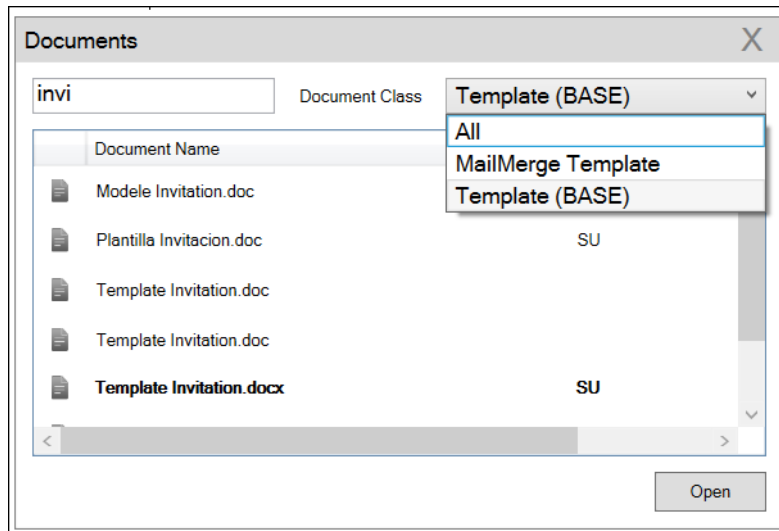 Documents X
invi Document Class Template (BASE)
All
MailMerge Template
Template (BASE)
Document Name
Modele Invitation.doc
Plantilla Invitacion.doc SU
Template Invitation.doc
Template Invitation.doc
Template Invitation.docx SU
Open